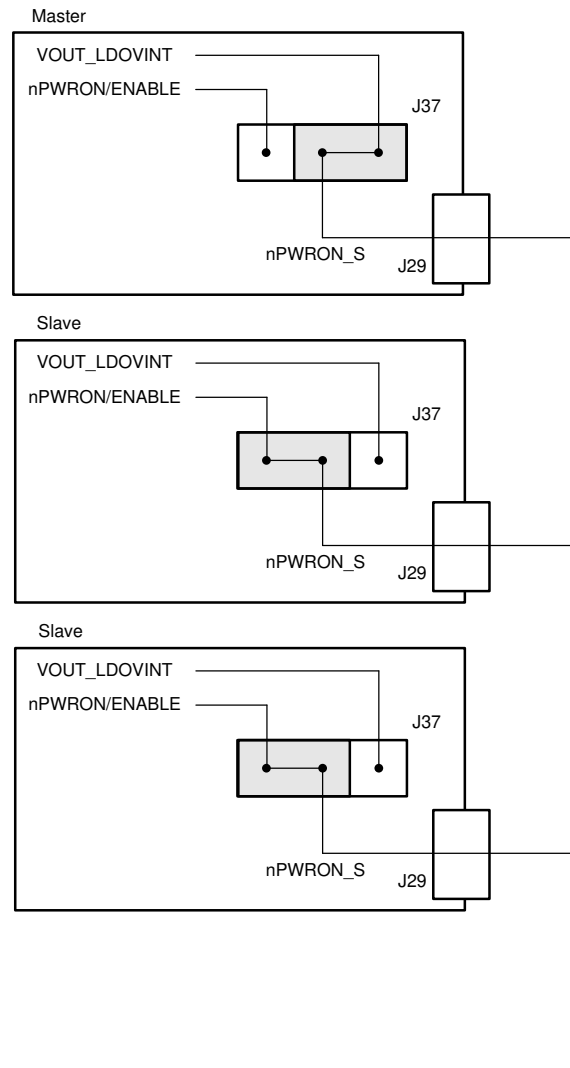 Master
VOUT_LDOVINT
nPWRON/ENABLE
J37
nPWRON_S
J29
Slave
VOUT_LDOVINT
nPWRON/ENABLE
J37
nPWRON_S
J29
Slave
VOUT_LDOVINT
nPWRON/ENABLE
J37
nPWRON_S
J29